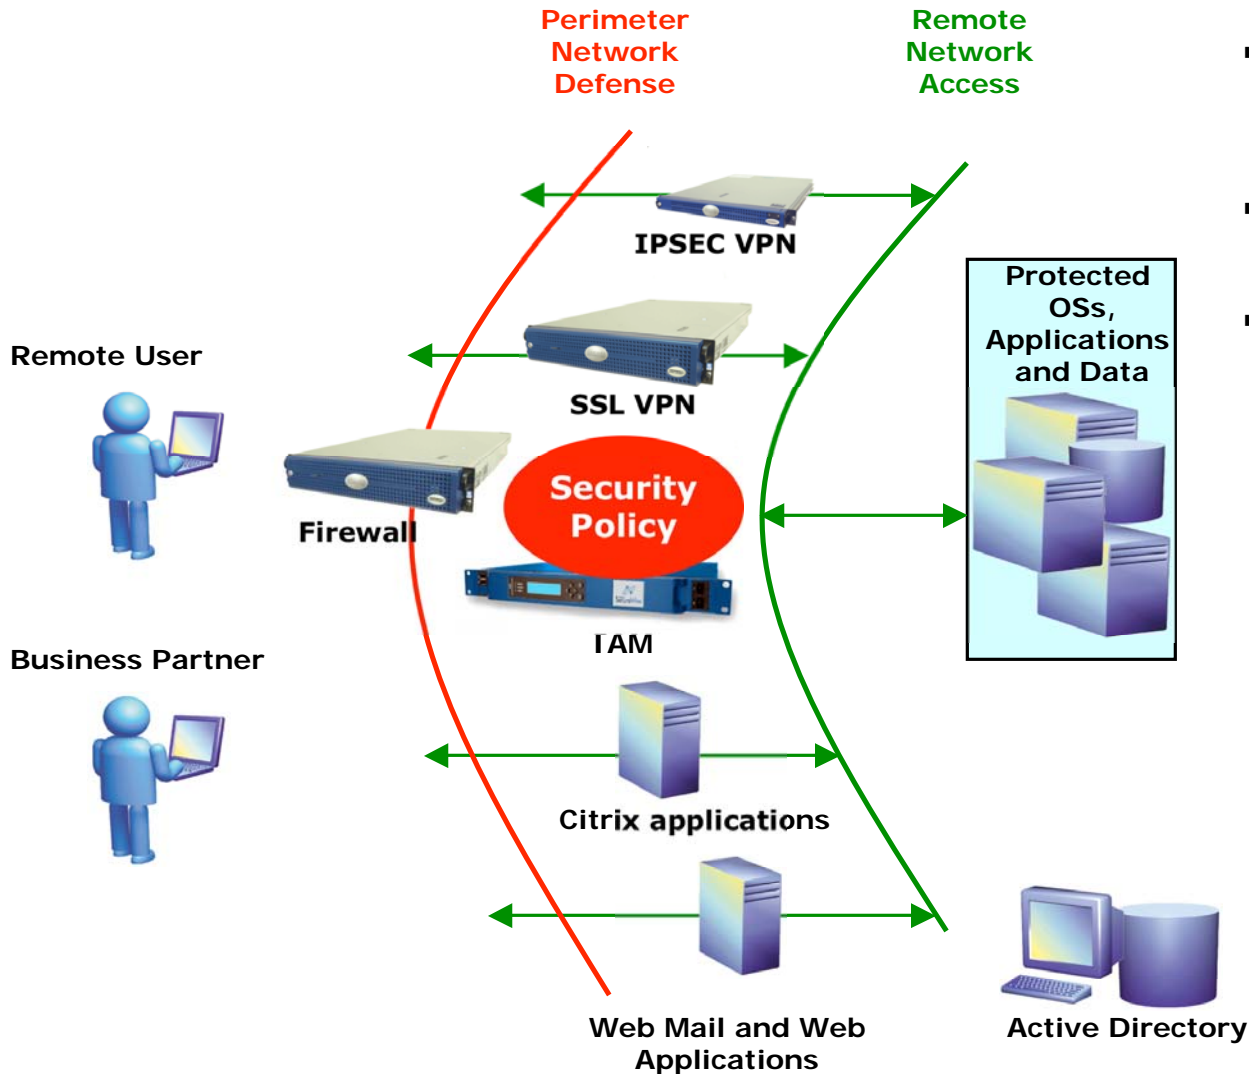 Perimeter
Network
Defense
Remote
Network
Access
IPSEC VPN
Protected
OSs,
Applications
and Data
Remote User
SSL VPN
Security
Policy
Firewall
TAM
Business Partner
Citrix applications
Web Mail and Web
Applications
Active Directory